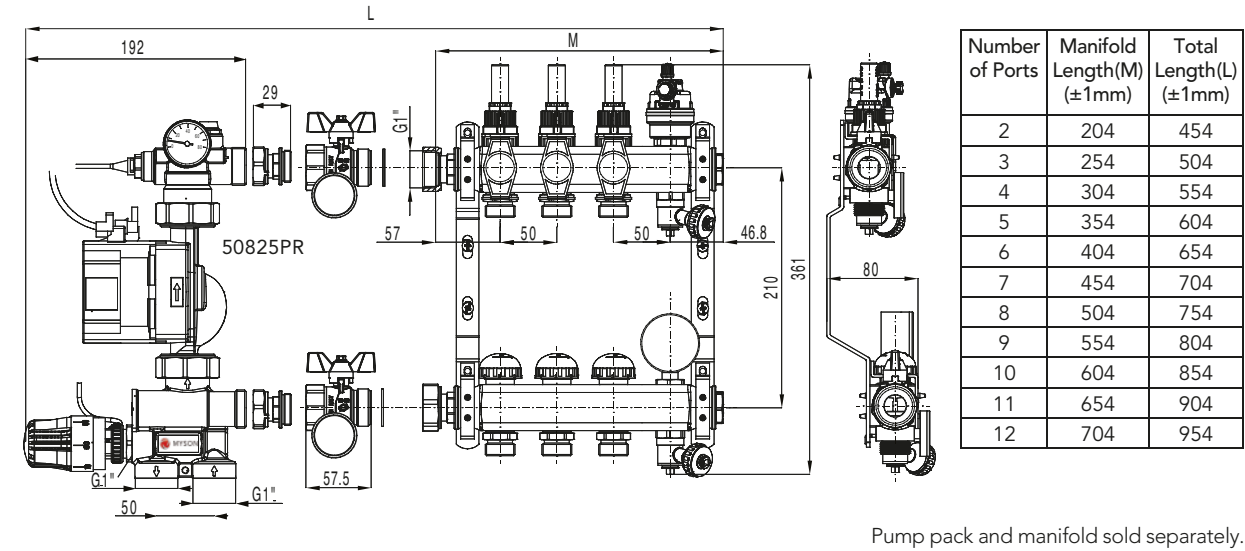 L
192
M
29
G1"
50825PR
57
50
50
46.8
361
210
80
MYSON
G1"
G1"
50
57.5
Number of Ports Manifold Length(M) (±1mm) Total Length(L) (±1mm)
2 204 454
3 254 504
4 304 554
5 354 604
6 404 654
7 454 704
8 504 754
9 554 804
10 604 854
11 654 904
12 704 954
Pump pack and manifold sold separately.